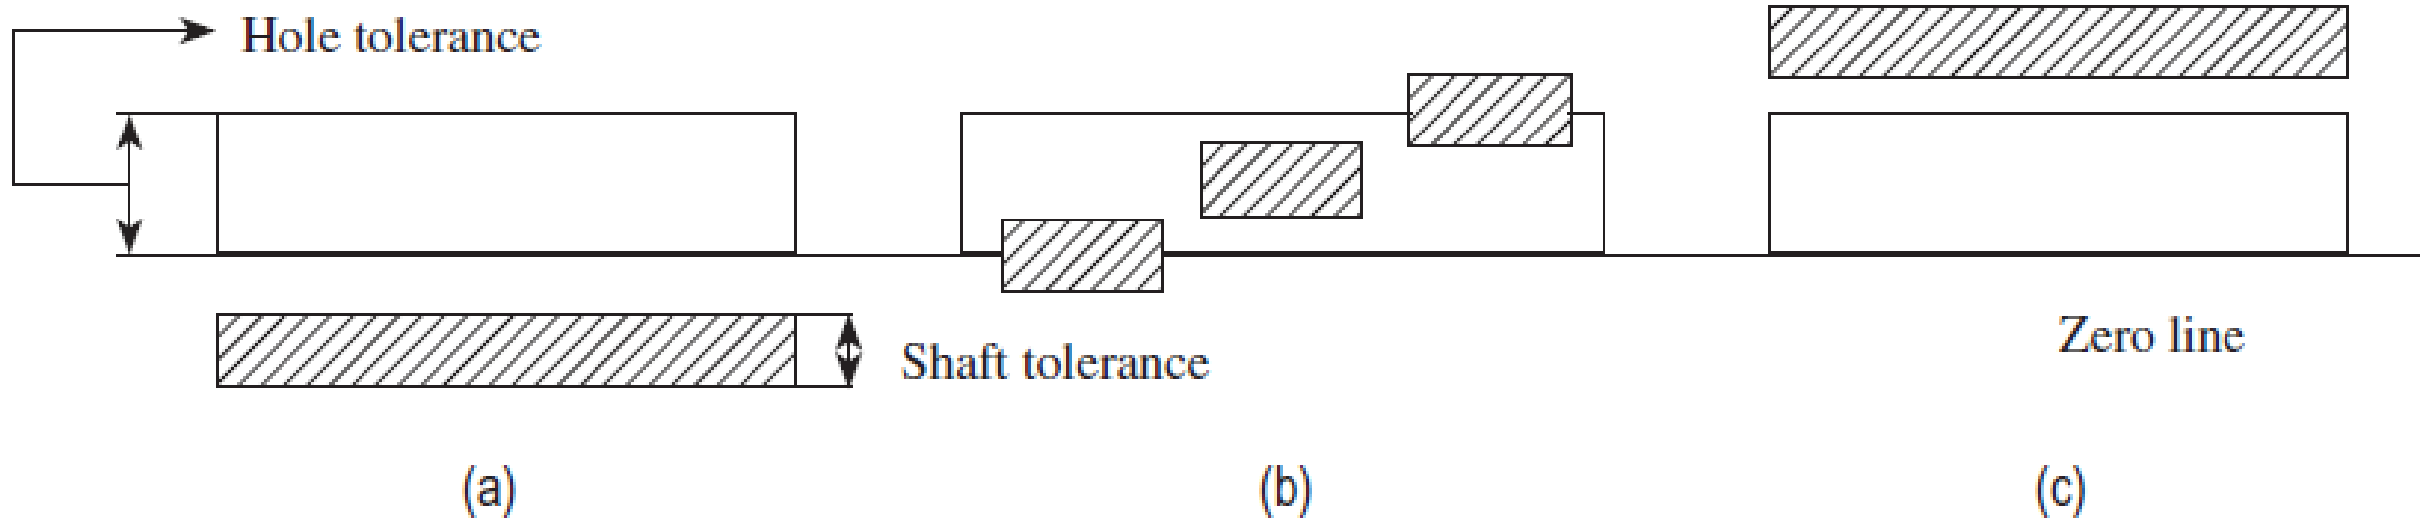 Hole tolerance
Zero line
Shaft tolerance
(a)
(b)
(c)